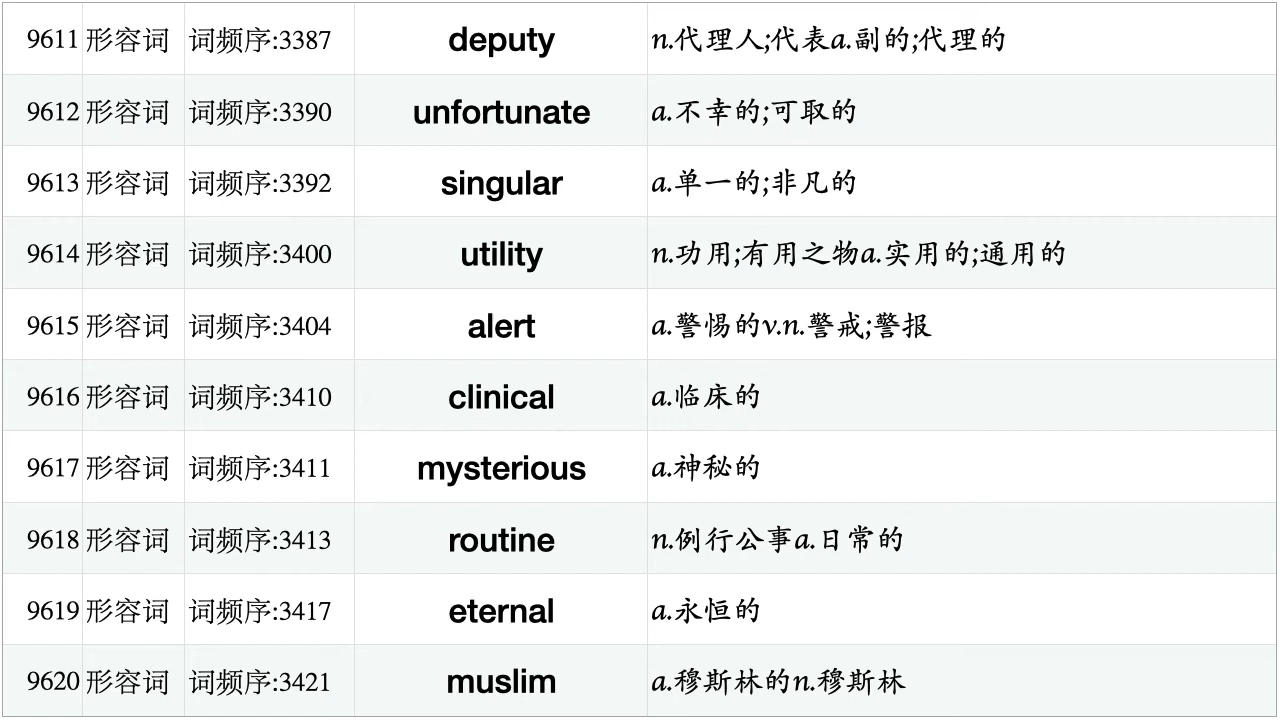 9611 形容词 词频序:3387 deputy n.代理人;代表a.副的;代理的
9612 形容词 词频序:3390 unfortunate a.不幸的;可取的
9613 形容词 词频序:3392 singular a.单一的;非凡的
9614 形容词 词频序:3400 utility n.功用;有用之物a.实用的;通用的
9615 形容词 词频序:3404 alert a.警惕的v.n.警戒;警报
9616 形容词 词频序:3410 clinical a.临床的
9617 形容词 词频序:3411 mysterious a.神秘的
9618 形容词 词频序:3413 routine n.例行公事a.日常的
9619 形容词 词频序:3417 eternal a.永恒的
9620 形容词 词频序:3421 muslim a.穆斯林的n.穆斯林